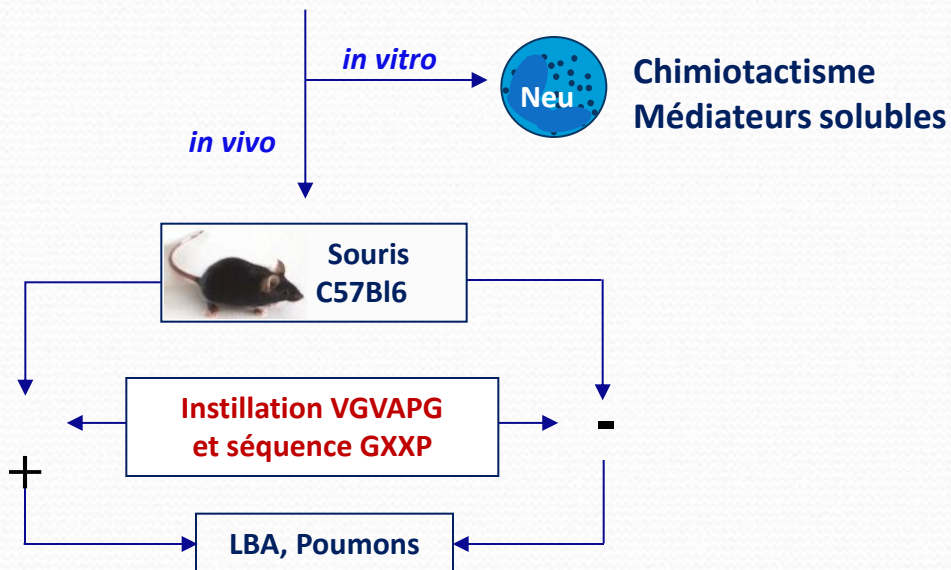 in vitro
Neu
Chimiotactisme
Médiateurs solubles
in vivo
Souris
C57Bl6
Instillation VGVAPG
et séquence GXXP
-
+
LBA, Poumons